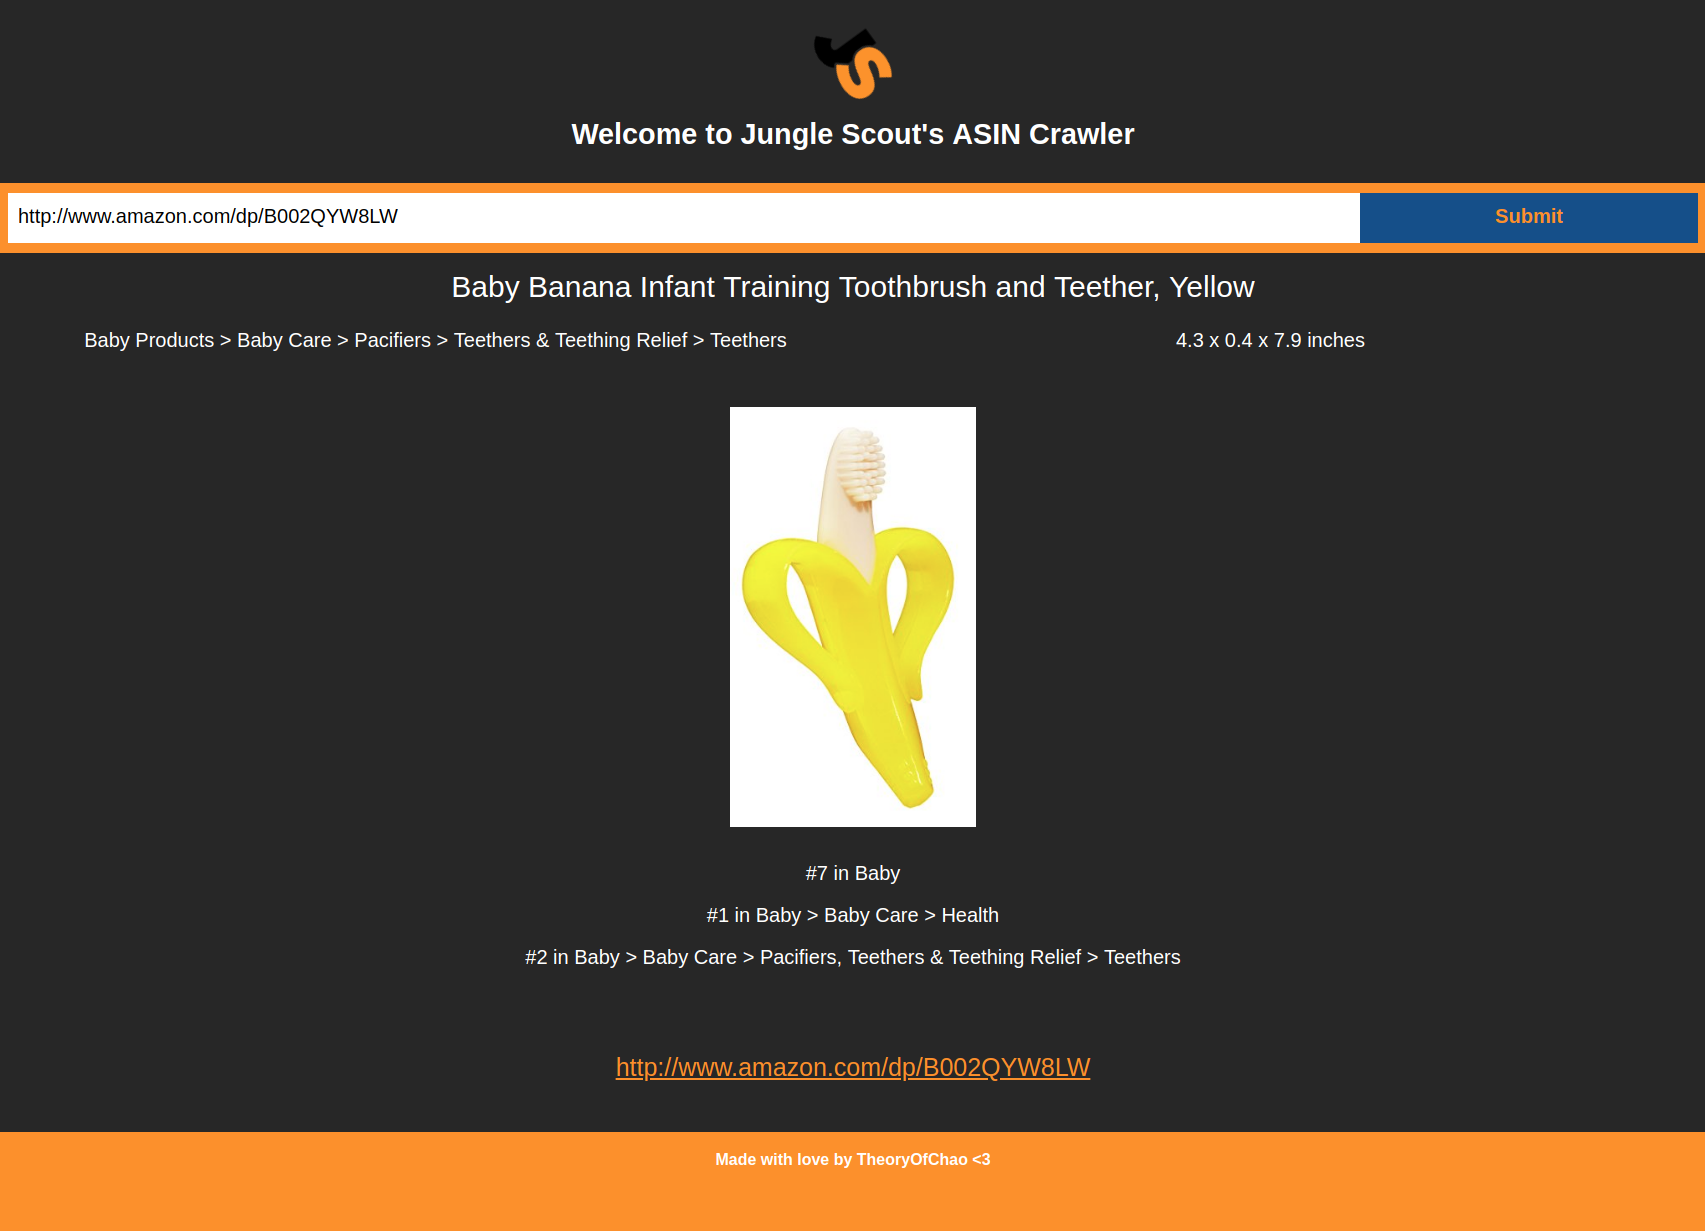 JS
Welcome to Jungle Scout's ASIN Crawler
http://www.amazon.com/dp/B002QYW8LW
Submit
Baby Banana Infant Training Toothbrush and Teether, Yellow
Baby Products > Baby Care > Pacifiers > Teethers & Teething Relief > Teethers
4.3 x 0.4 x 7.9 inches
#7 in Baby
#1 in Baby > Baby Care > Health
#2 in Baby > Baby Care > Pacifiers, Teethers & Teething Relief > Teethers
http://www.amazon.com/dp/B002QYW8LW
Made with love by TheoryOfChao <3